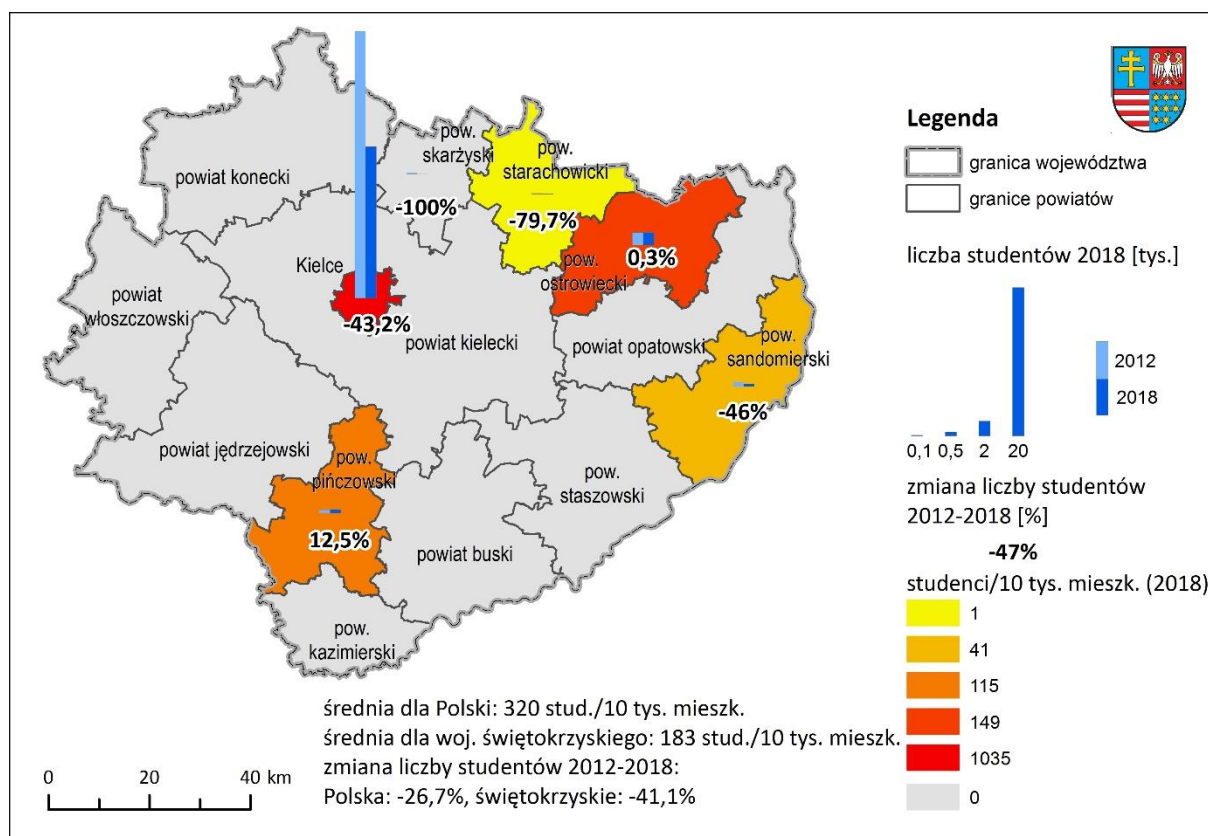 powiat konecki
pow.
skarżyski
-100%
pow.
starachowicki
-79,7%
0,3%
pow.
ostrowiecki
Kielce
-43,2%
powiat
włoszczowski
powiat kielecki
powiat opatowski
pow.
sandomierski
-46%
powiat jędrzejowski
pow.
pińczowski
12,5%
pow.
staszowski
powiat buski
pow.
kazimierski
średnia dla Polski: 320 stud./10 tys. mieszk.
średnia dla woj. świętokrzyskiego: 183 stud./10 tys. mieszk.
zmiana liczby studentów 2012-2018:
Polska: -26,7%, świętokrzyskie: -41,1%
0 20 40 km
Legenda
granica województwa
granice powiatów
liczba studentów 2018 [tys.]
2012
2018
0,1 0,5 2 20
zmiana liczby studentów
2012-2018 [%]
-47%
studenci/10 tys. mieszk. (2018)
1
41
115
149
1035
0